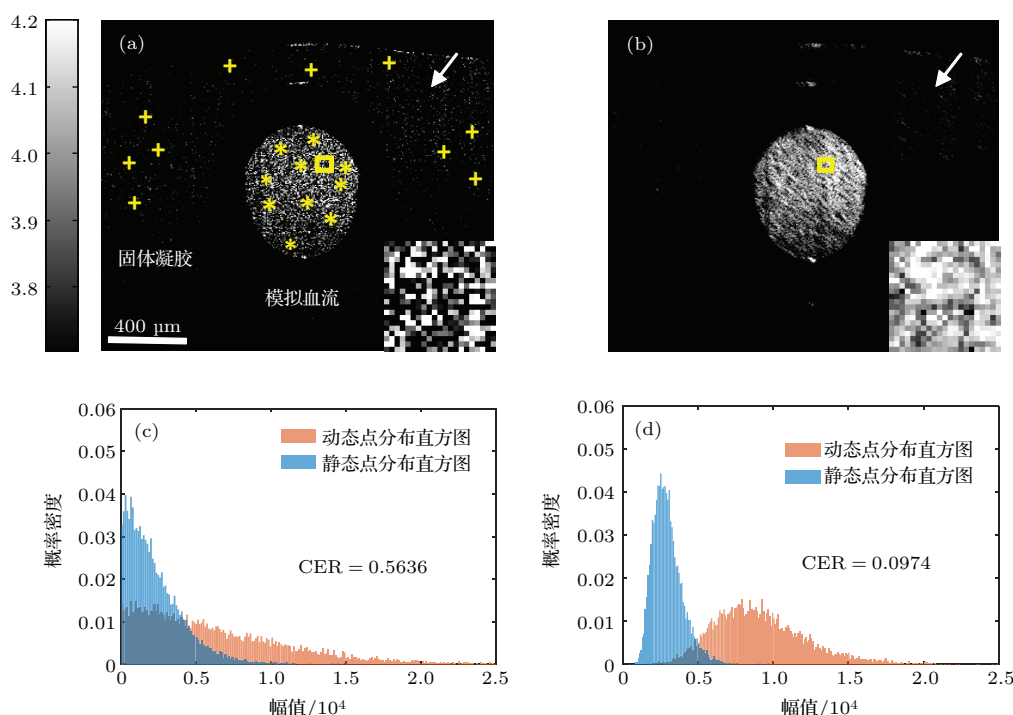 4.2
4.1
4.0
3.9
3.8
(a)
固体凝胶
模拟血流
400 µm
(b)
0.06
0.05
0.04
0.03
0.02
0.01
0
概率密度
(c)
动态点分布直方图
静态点分布直方图
CER = 0.5636
0 0.5 1.0 1.5 2.0 2.5
幅值/10⁴
0.06
0.05
0.04
0.03
0.02
0.01
0
概率密度
(d)
动态点分布直方图
静态点分布直方图
CER = 0.0974
0 0.5 1.0 1.5 2.0 2.5
幅值/10⁴